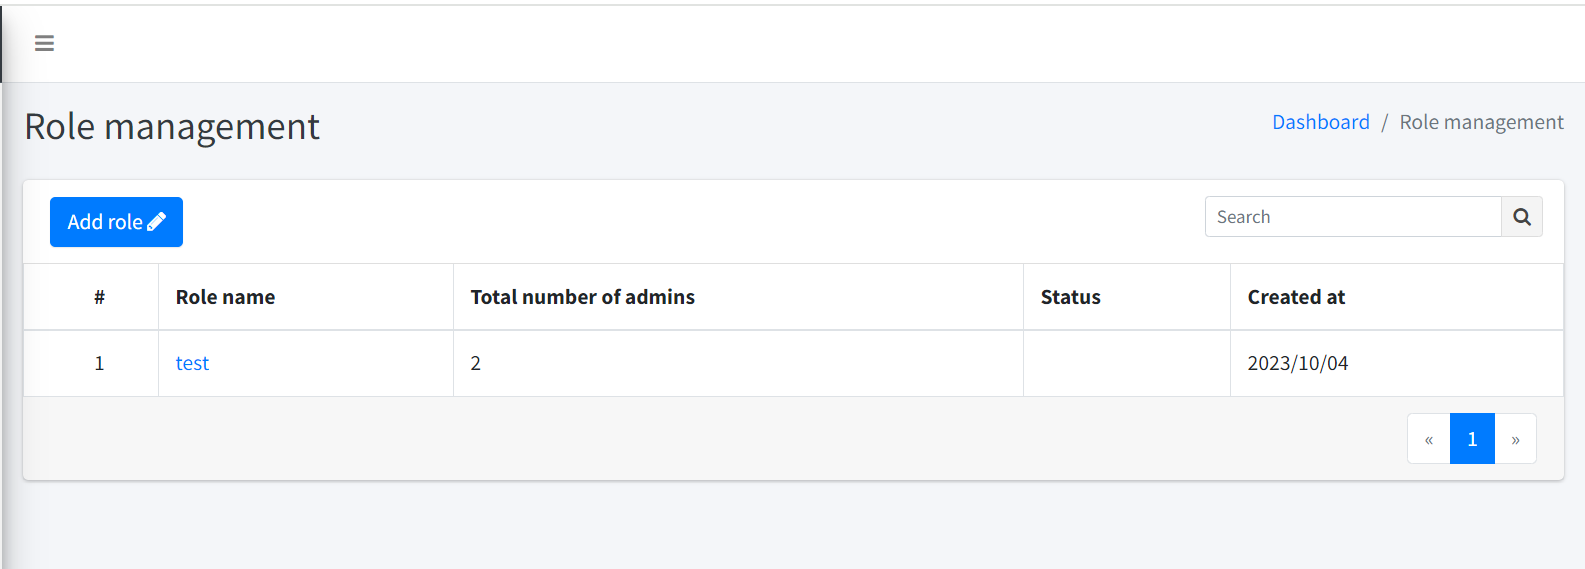 Role management
Dashboard / Role management
Add role
Search
# Role name Total number of admins Status Created at
1 test 2 2023/10/04
« 1 »